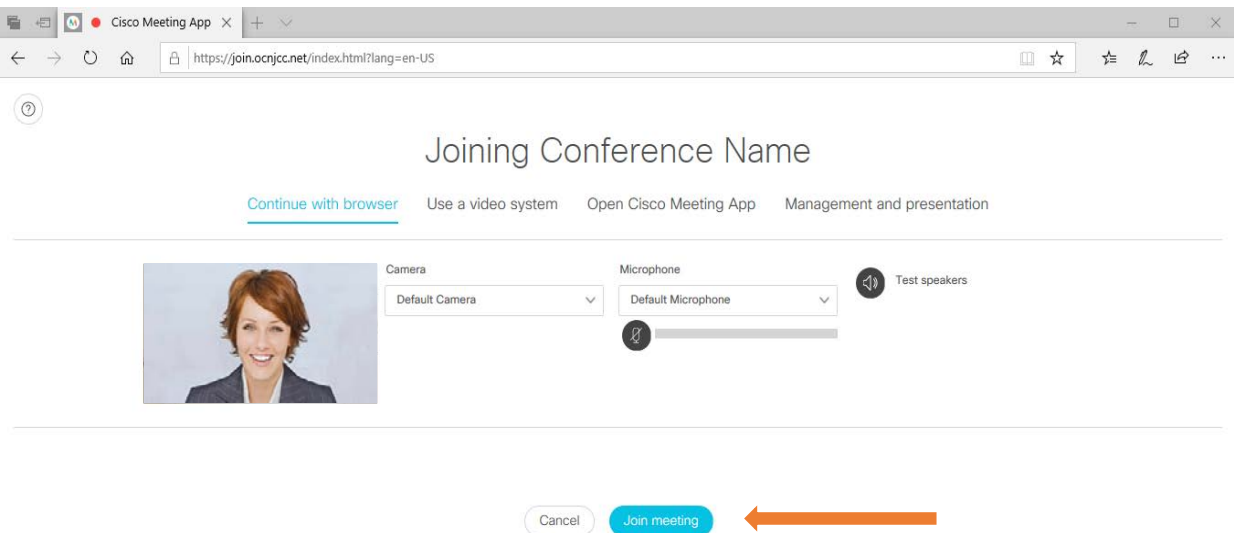 Cisco Meeting App
https://join.ocnjcc.net/index.html?lang=en-US
Joining Conference Name
Continue with browser Use a video system Open Cisco Meeting App Management and presentation
Camera Microphone
Default Camera Default Microphone Test speakers
Cancel Join meeting